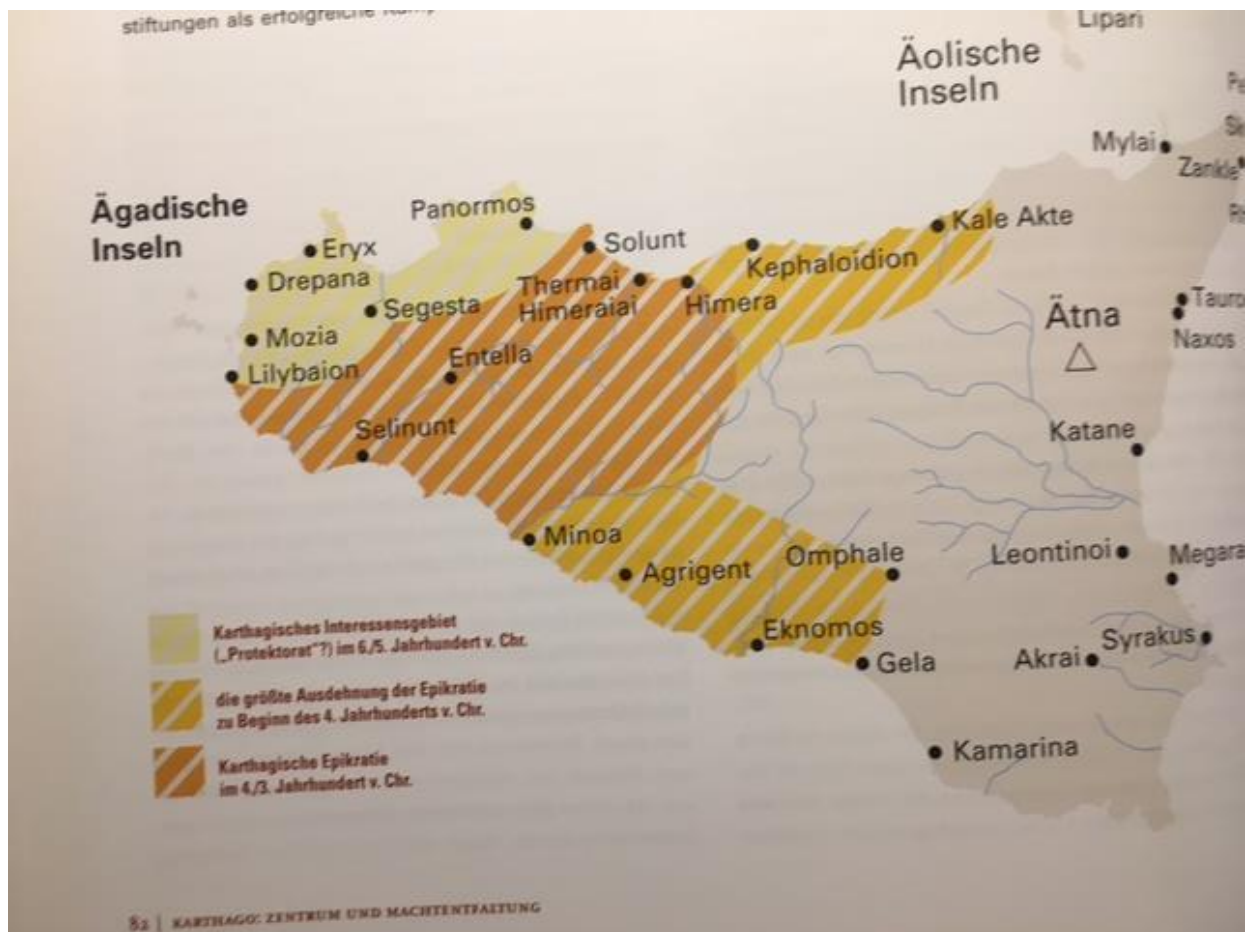 stiftungen als erfolgreiche
Lipari
Äolische
Inseln
Mylai
Zankle
Ägadische
Inseln
Panormos
Eryx
Solunt
Kale Akte
Drepana
Kephaloidion
Segesta
Thermai
Himeraiai
Himera
Ätna
Tauro
Naxos
Mozia
Entella
Lilybaion
Selinunt
Katane
Minoa
Agrigent
Omphale
Leontinoi
Megara
Eknomos
Gela
Akrai
Syrakus
Kamarina
Karthagisches Interessensgebiet
(„Protektorat"?) im 6./5. Jahrhundert v. Chr.
die größte Ausdehnung der Epikratie
zu Beginn des 4. Jahrhunderts v. Chr.
Karthagische Epikratie
im 4./3. Jahrhundert v. Chr.
82 | KARTHAGO: ZENTRUM UND MACHTENTFALTUNG